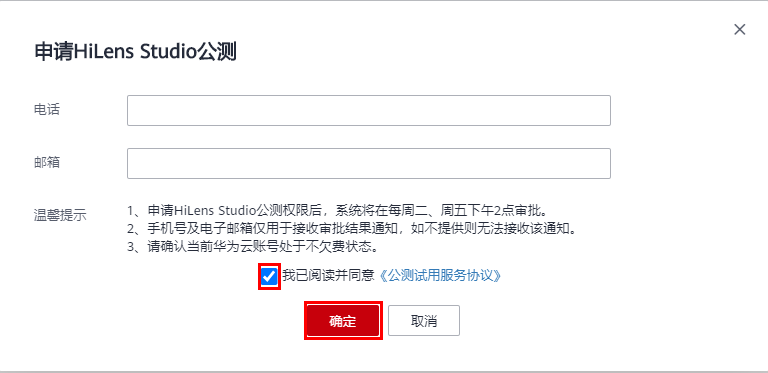 申请HiLens Studio公测
电话
邮箱
温馨提示
1、申请HiLens Studio公测权限后，系统将在每周二、周五下午2点审批。
2、手机号及电子邮箱仅用于接收审批结果通知，如不提供则无法接收该通知。
3、请确认当前华为云账号处于不欠费状态。
我已阅读并同意《公测试用服务协议》
确定 取消